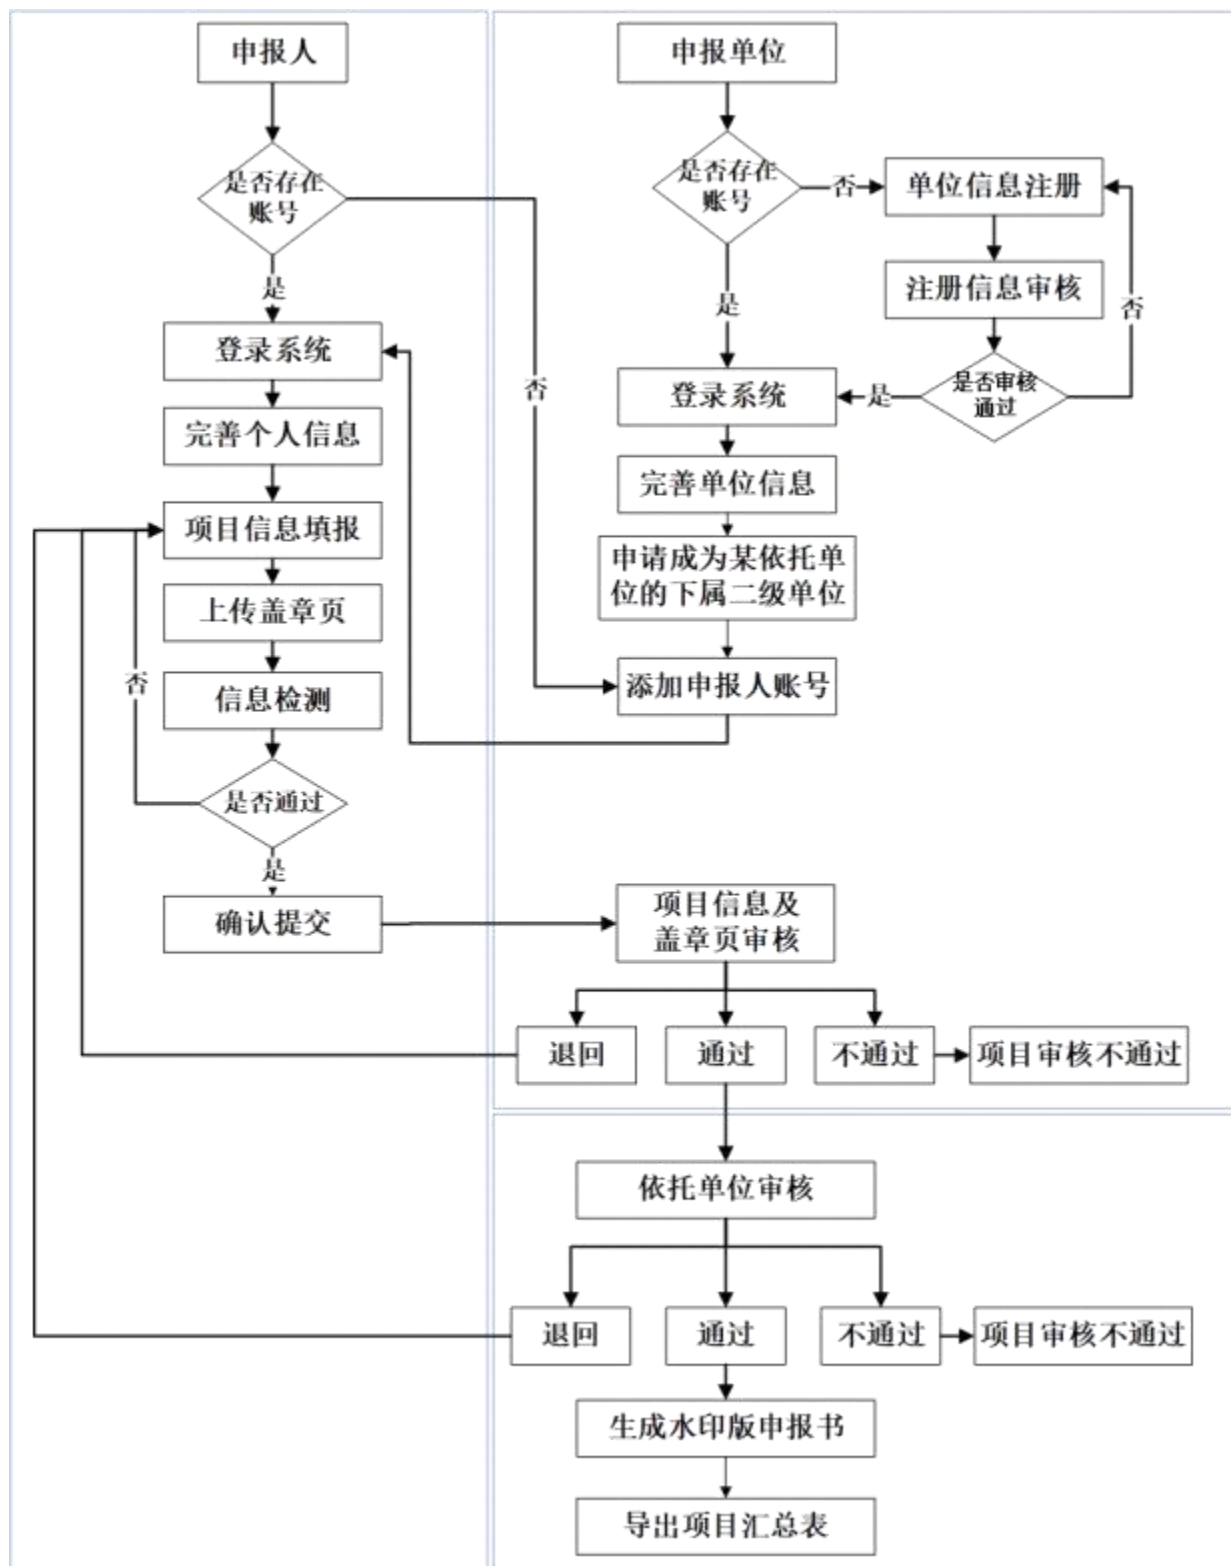 申报人
是否存在
账号
是
否
登录系统
完善个人信息
项目信息填报
上传盖章页
信息检测
否
是否通过
是
确认提交
申报单位
是否存在
账号
否
单位信息注册
注册信息审核
否
是否审核
通过
是
是
登录系统
完善单位信息
申请成为某依托单
位的下属二级单位
添加申报人账号
项目信息及
盖章页审核
退回
通过
不通过
项目审核不通过
依托单位审核
退回
通过
不通过
项目审核不通过
生成水印版申报书
导出项目汇总表